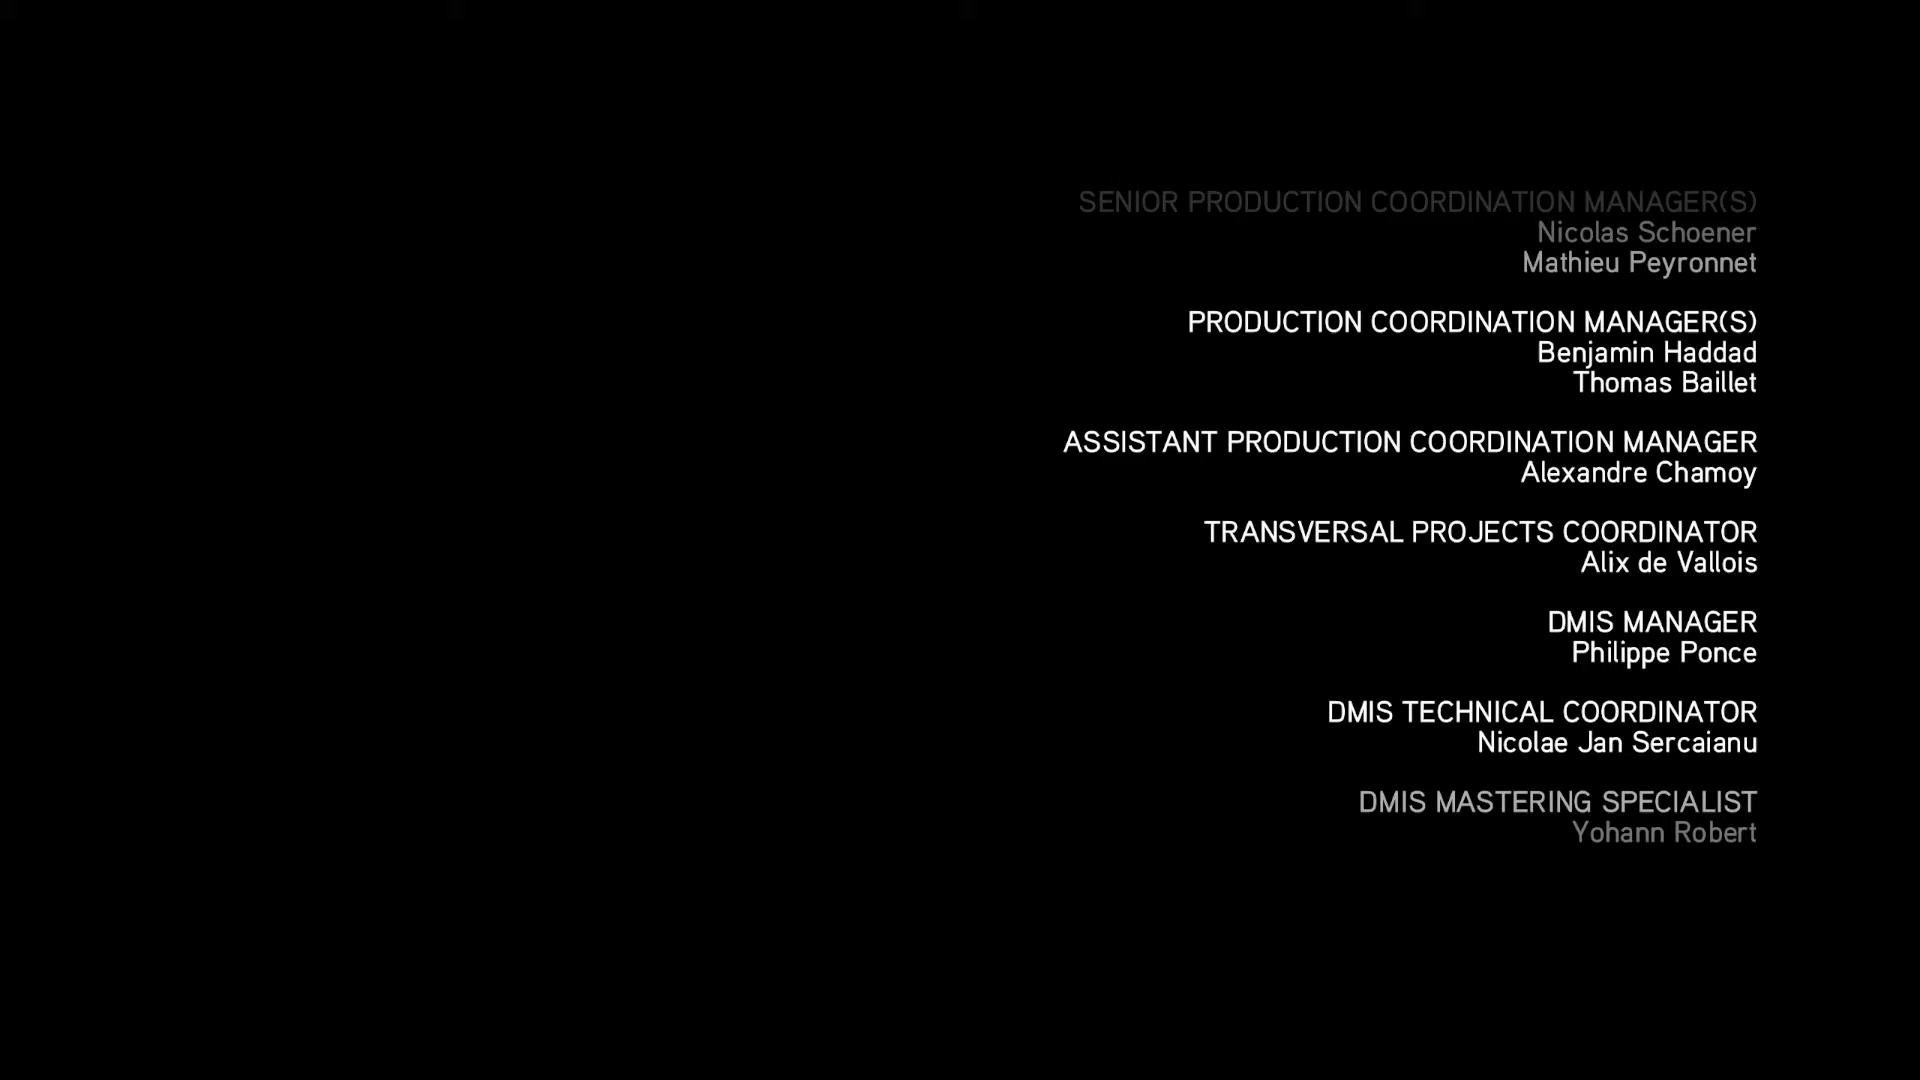 SENIOR PRODUCTION COORDINATION MANAGER(S)
Nicolas Schoener
Mathieu Peyronnet
PRODUCTION COORDINATION MANAGER(S)
Benjamin Haddad
Thomas Baillet
ASSISTANT PRODUCTION COORDINATION MANAGER
Alexandre Chamoy
TRANSVERSAL PROJECTS COORDINATOR
Alix de Vallois
DMIS MANAGER
Philippe Ponce
DMIS TECHNICAL COORDINATOR
Nicolae Jan Sercaianu
DMIS MASTERING SPECIALIST
Yohann Robert